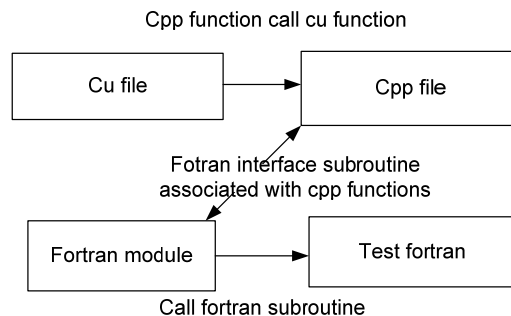 Cpp function call cu function
Cu file
Cpp file
Fotran interface subroutine
associated with cpp functions
Fortran module
Test fortran
Call fortran subroutine